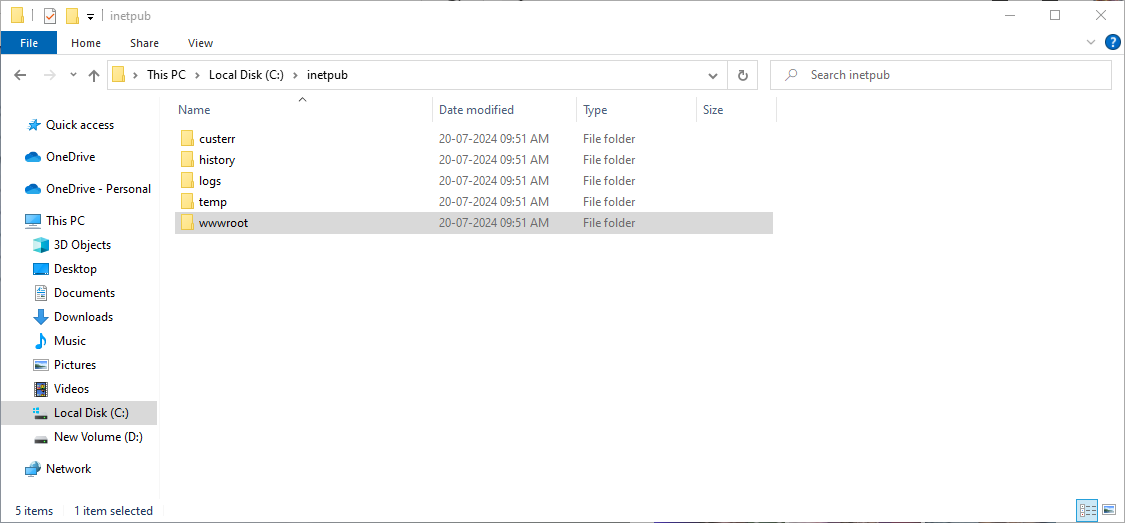 inetpub
File Home Share View
This PC Local Disk (C:) inetpub Search inetpub
Name Date modified Type Size
Quick access
OneDrive
OneDrive - Personal
This PC
3D Objects
Desktop
Documents
Downloads
Music
Pictures
Videos
Local Disk (C:)
New Volume (D:)
Network
custerr 20-07-2024 09:51 AM File folder
history 20-07-2024 09:51 AM File folder
logs 20-07-2024 09:51 AM File folder
temp 20-07-2024 09:51 AM File folder
wwwroot 20-07-2024 09:51 AM File folder
5 items 1 item selected